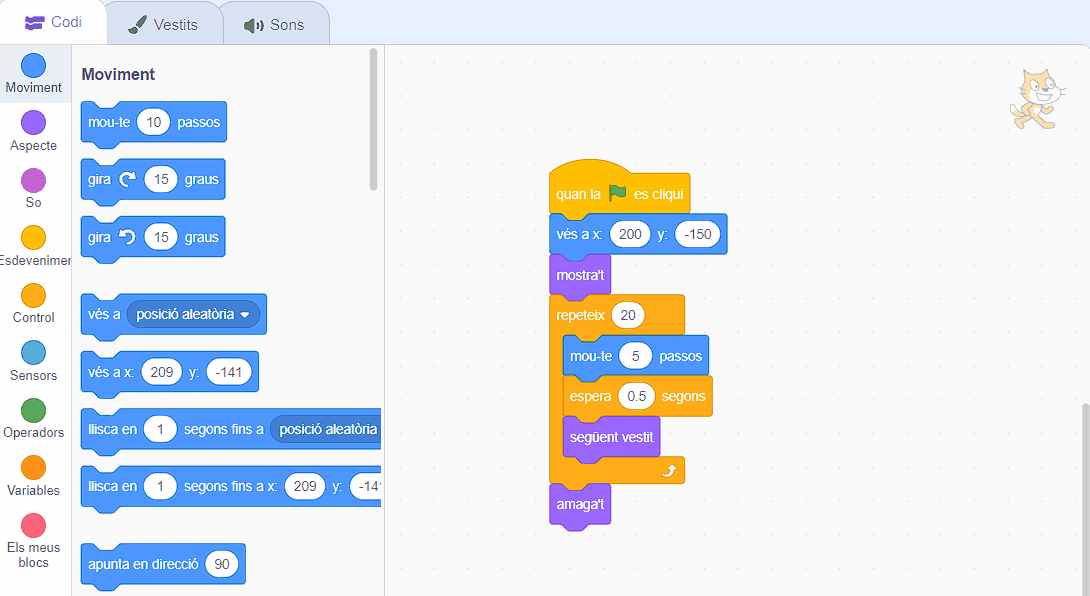 Codi
Vestits
Sons
Moviment
Aspecte
So
Esdevenimer
Control
Sensors
Operadors
Variables
Els meus
blocs
Moviment
mou-te 10 passos
gira 15 graus
gira 15 graus
vés a posició aleatòria
vés a x: 209 y: -141
llisca en 1 segons fins a posició aleatòria
llisca en 1 segons fins a x: 209 y: -14
apunta en direcció 90
quan la es cliqui
vés a x: 200 y: -150
mostra't
repeteix 20
mou-te 5 passos
espera 0.5 segons
següent vestit
amaga't